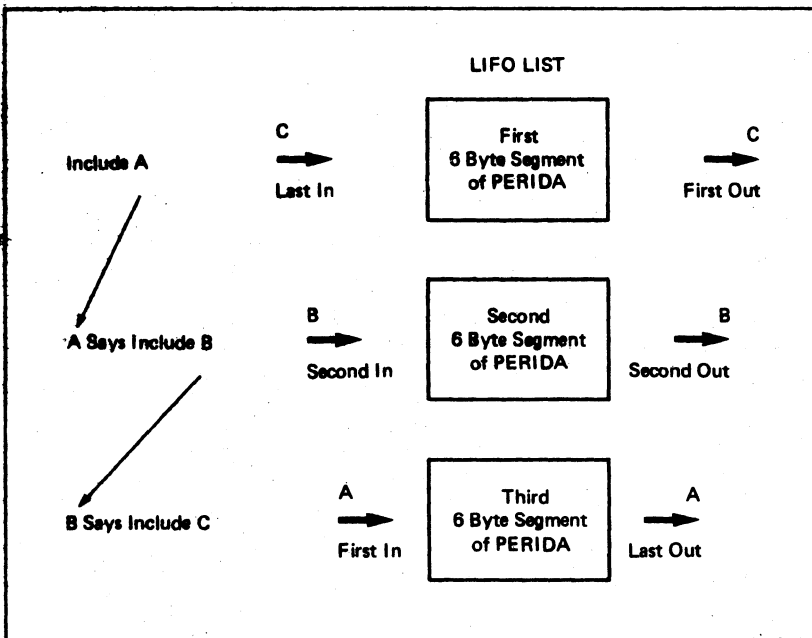 LIFO LIST
Include A
C
Last In
First
6 Byte Segment
of PERIDA
C
First Out
A Says Include B
B
Second In
Second
6 Byte Segment
of PERIDA
B
Second Out
B Says Include C
A
First In
Third
6 Byte Segment
of PERIDA
A
Last Out